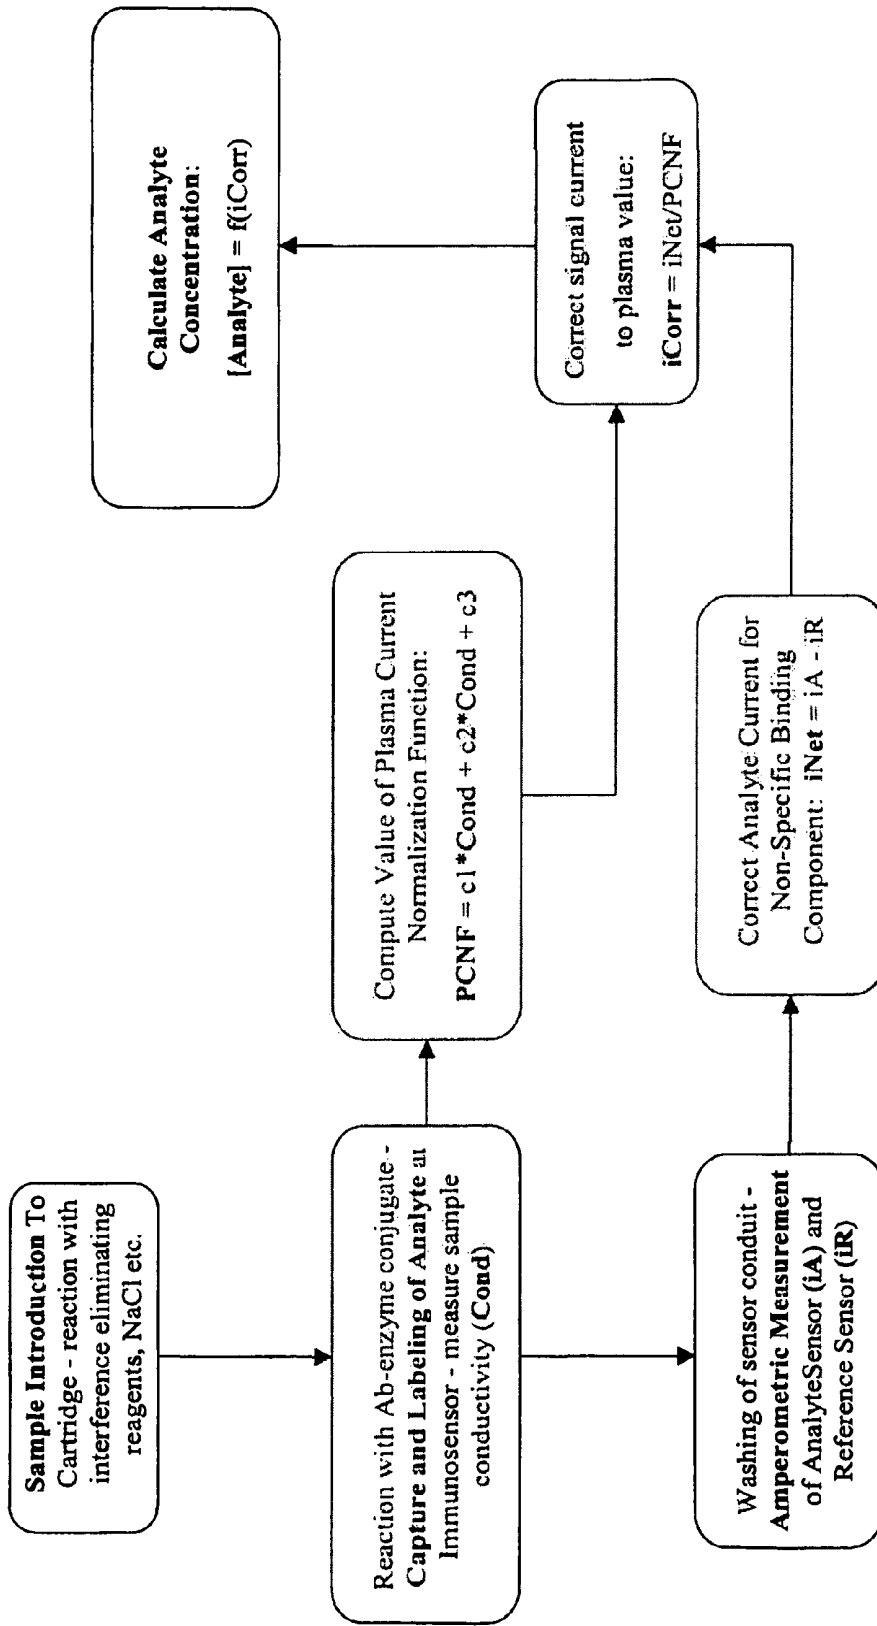 Sample Introduction To
Cartridge - reaction with
interference eliminating
reagents, NaCl etc.
Reaction with Ab-enzyme conjugate -
Capture and Labeling of Analyte at
Immunosensor - measure sample
conductivity (Cond)
Washing of sensor conduit -
Amperometric Measurement
of AnalyteSensor (iA) and
Reference Sensor (iR)
Compute Value of Plasma Current
Normalization Function:
PCNF = c1*Cond + c2*Cond + c3
Correct Analyte Current for
Non-Specific Binding
Component: iNet = iA - iR
Correct signal current
to plasma value:
iCorr = iNet/PCNF
Calculate Analyte
Concentration:
[Analyte] = f(iCorr)